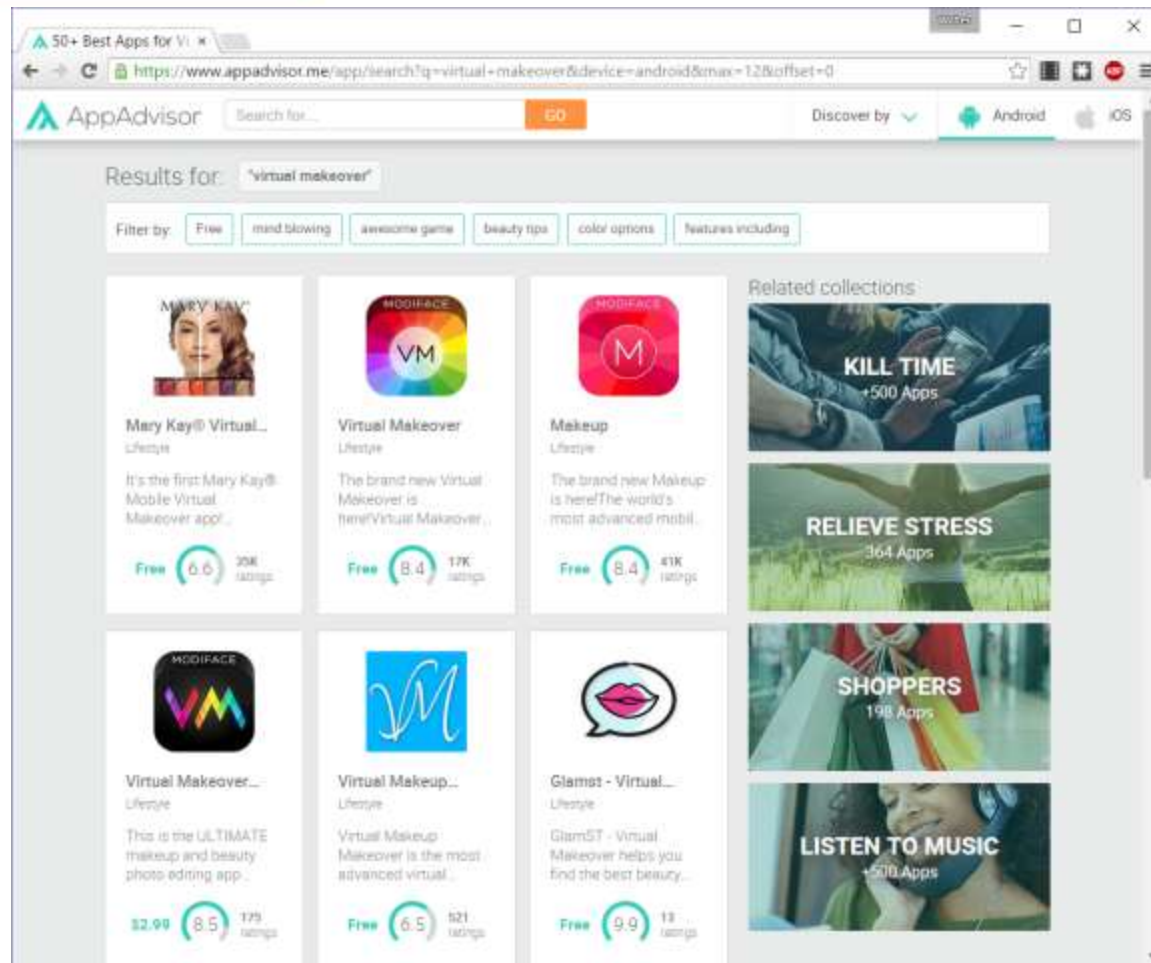 50+ Best Apps for Vi
https://www.appadvisor.me/app/search?q=virtual+makeover&device=android&max=12&offset=0
AppAdvisor
Search for...
GO
Discover by
Android
iOS
Results for:
"virtual makeover"
Filter by:
Free
mind blowing
awesome game
beauty tips
color options
features including
MARY KAY
Mary Kay® Virtual...
Lifestyle
It's the first Mary Kay®
Mobile Virtual
Makeover app!...
Free
6.6
35K
ratings
MODIFACE
VM
Virtual Makeover
Lifestyle
The brand new Virtual
Makeover is
here!Virtual Makeover...
Free
8.4
17K
ratings
MODIFACE
M
Makeup
Lifestyle
The brand new Makeup
is here!The world's
most advanced mobil...
Free
8.4
41K
ratings
MODIFACE
VM
Virtual Makeover...
Lifestyle
This is the ULTIMATE
makeup and beauty
photo editing app...
$2.99
8.5
175
ratings
VM
Virtual Makeup...
Lifestyle
Virtual Makeup
Makeover is the most
advanced virtual...
Free
6.5
521
ratings
Glamst - Virtual...
Lifestyle
GlamST - Virtual
Makeover helps you
find the best beauty...
Free
9.9
13
ratings
Related collections
KILL TIME
+500 Apps
RELIEVE STRESS
364 Apps
SHOPPERS
198 Apps
LISTEN TO MUSIC
+500 Apps